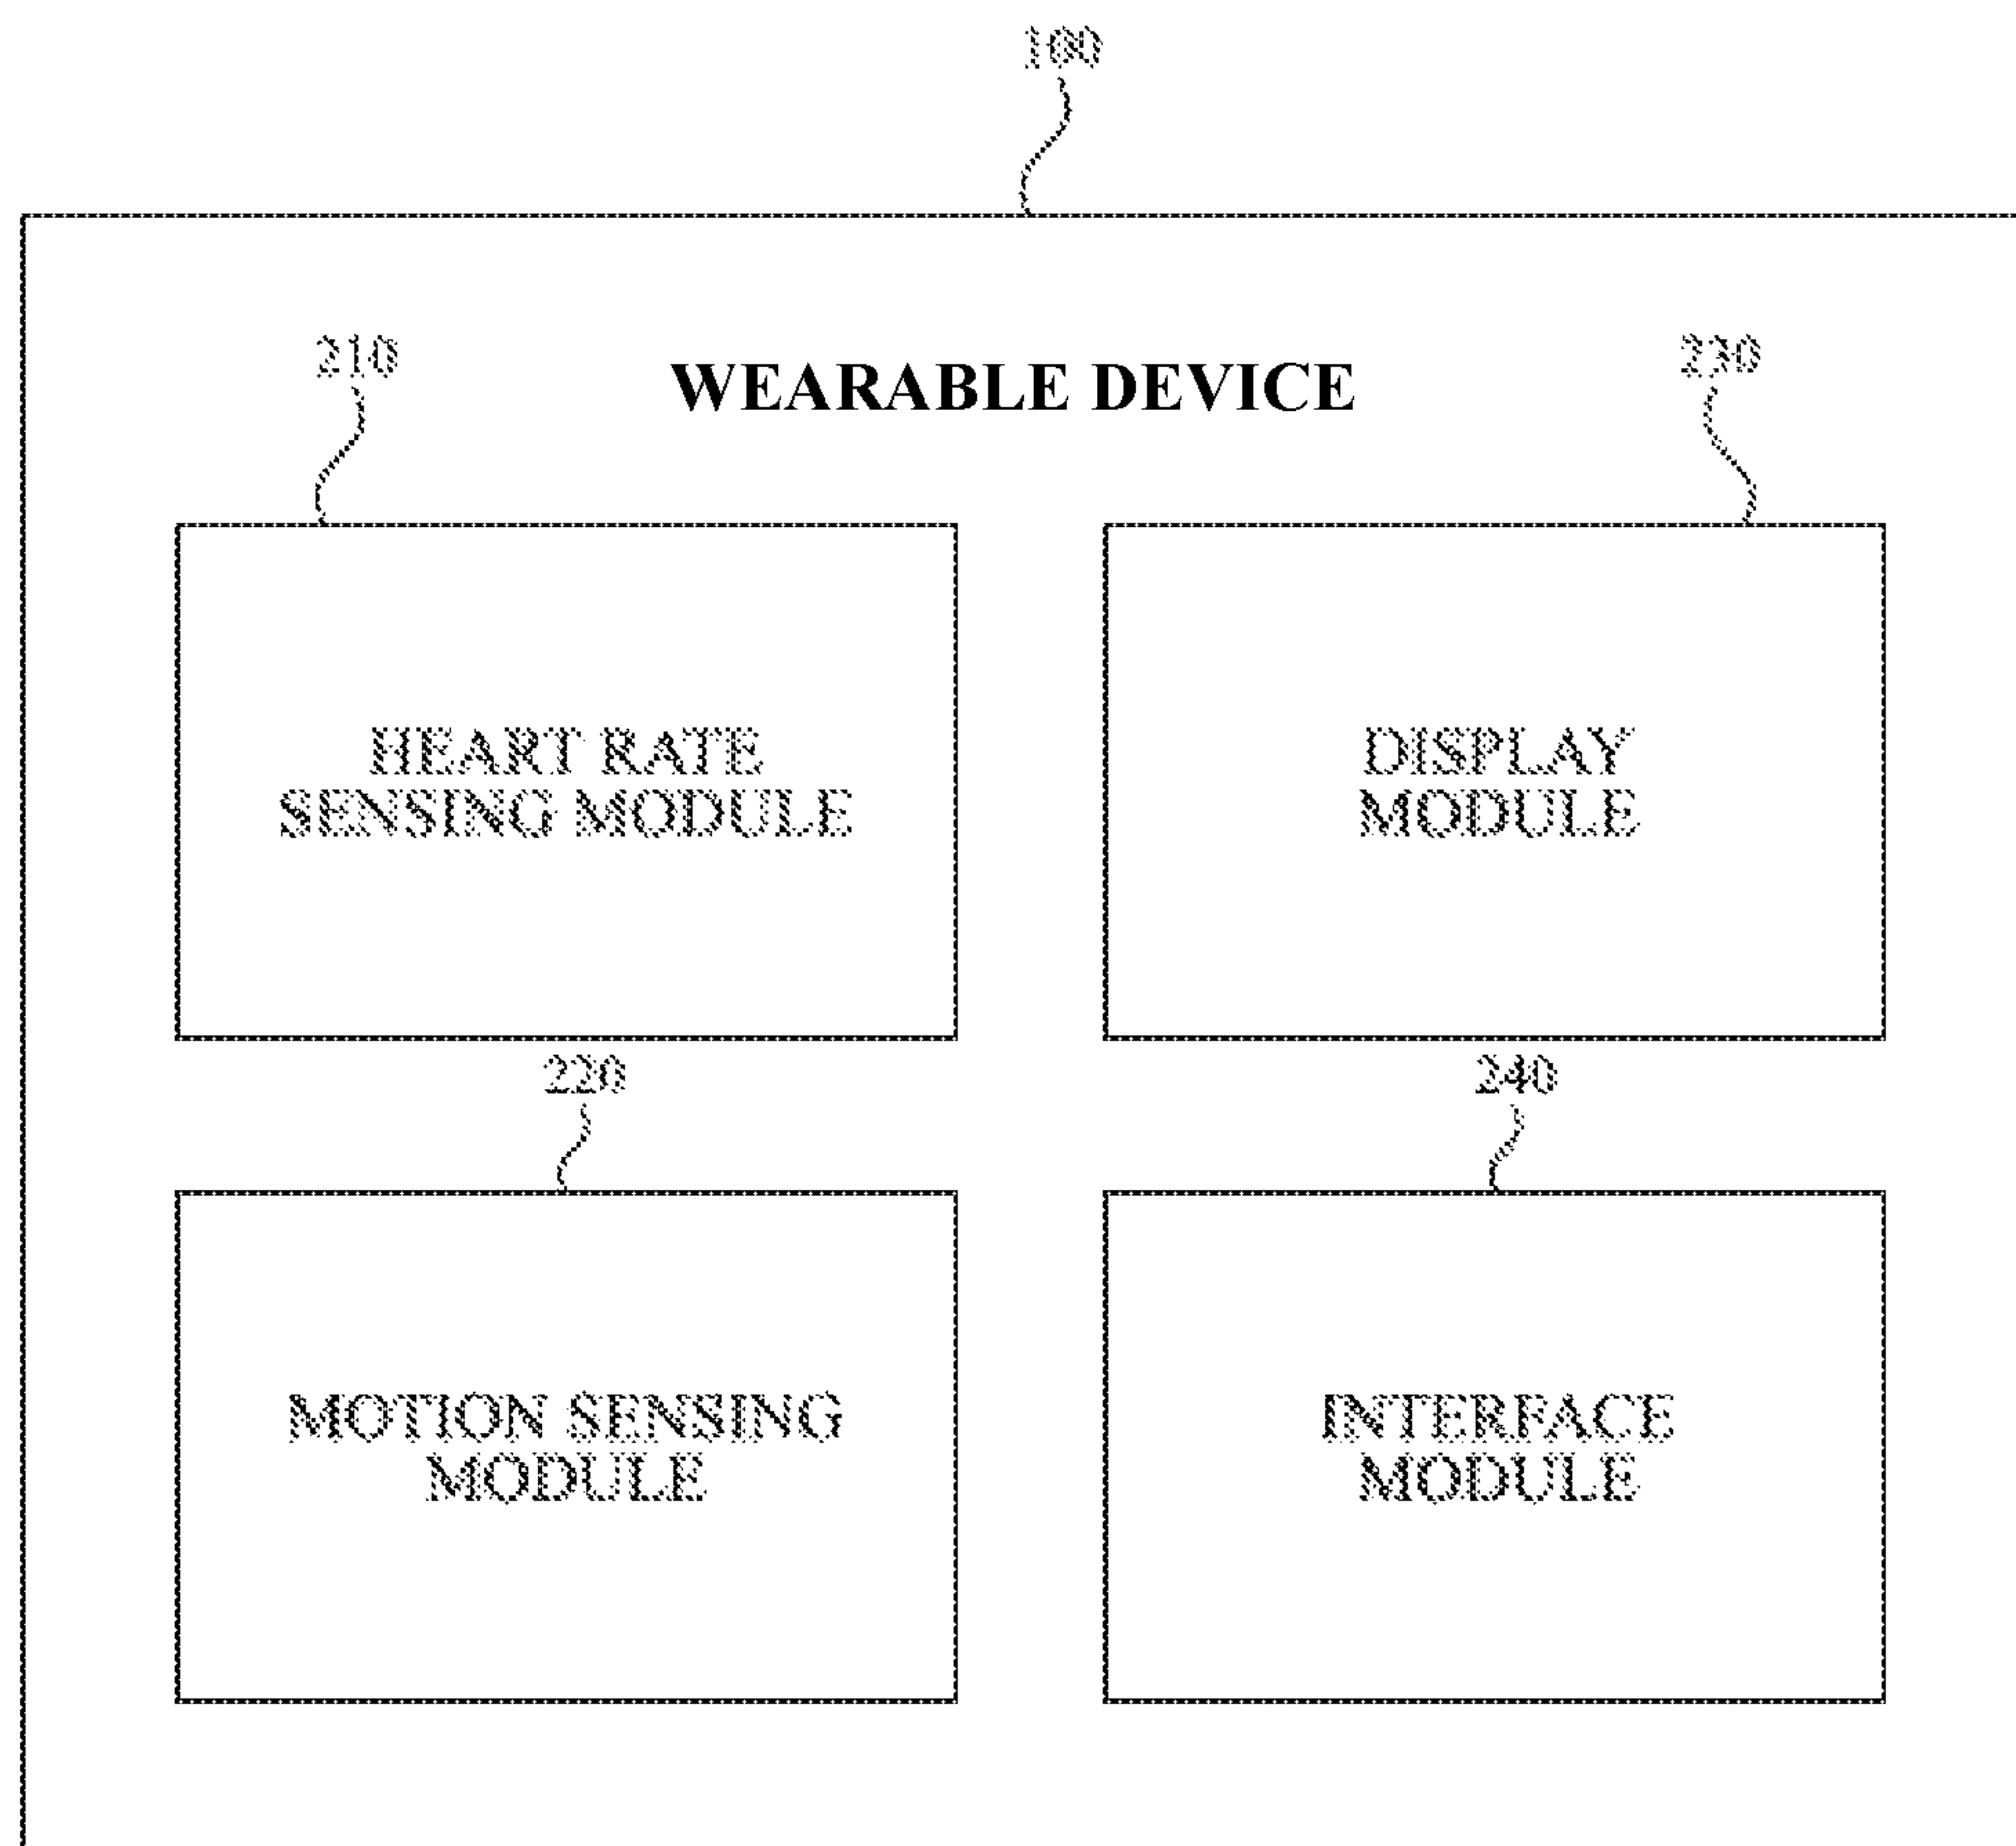 100
210
WEARABLE DEVICE
230
HEART RATE
SENSING MODULE
DISPLAY
MODULE
220
240
MOTION SENSING
MODULE
INTERFACE
MODULE